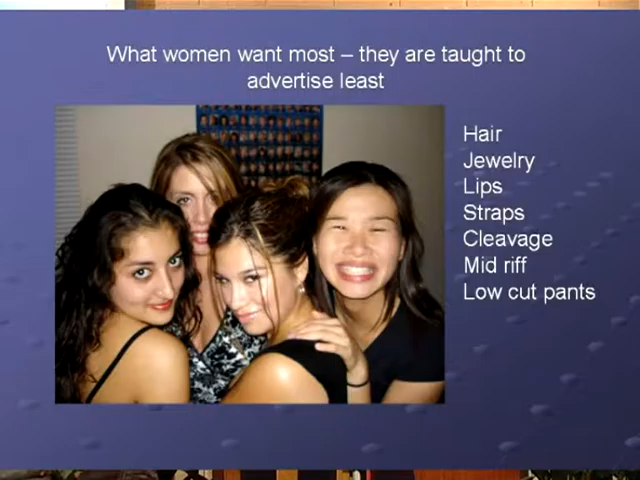 What women want most – they are taught to
advertise least
Hair
Jewelry
Lips
Straps
Cleavage
Mid riff
Low cut pants